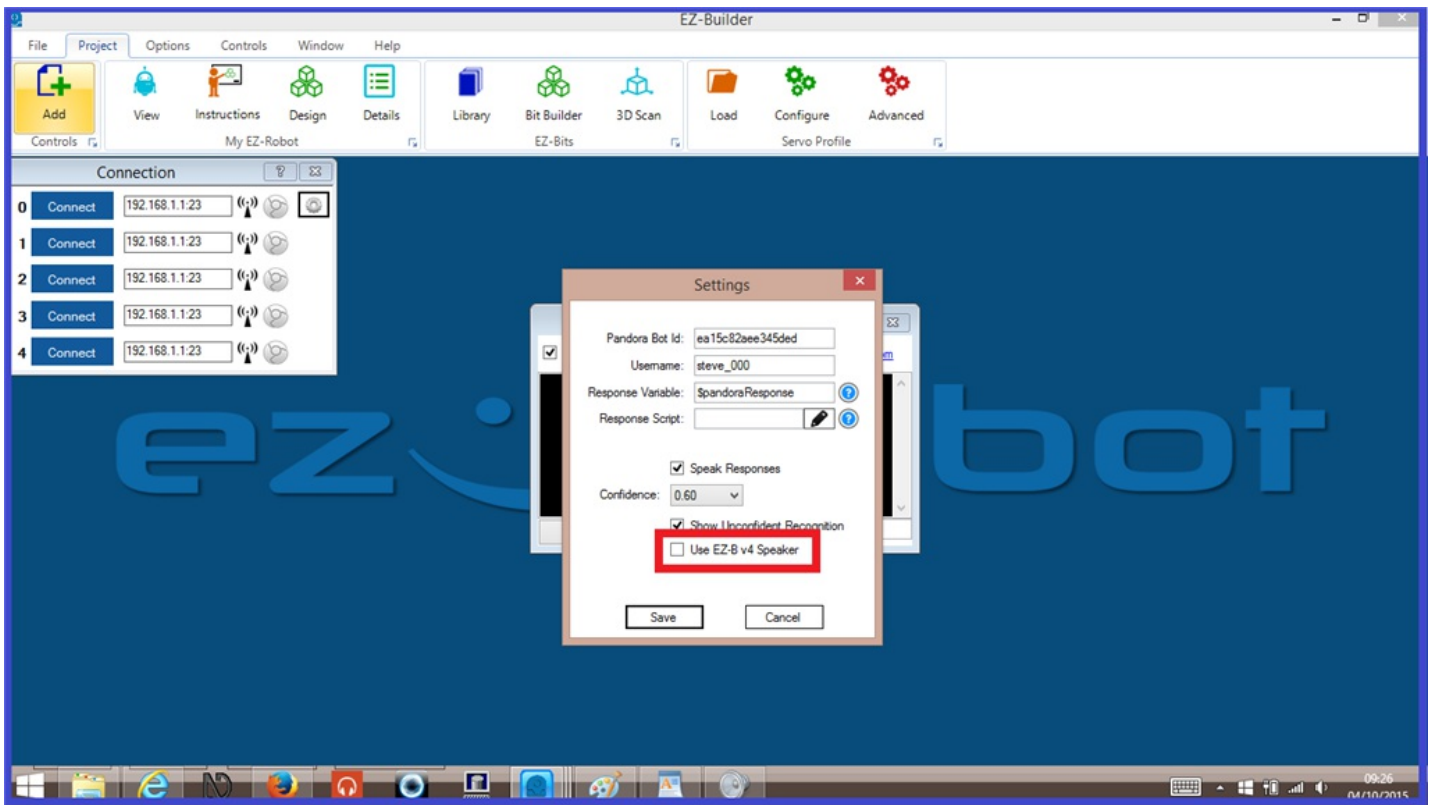 EZ-Builder
File Project Options Controls Window Help
Add View Instructions Design Details Library Bit Builder 3D Scan Load Configure Advanced
Controls My EZ-Robot EZ-Bits Servo Profile
Connection
0 Connect 192.168.1.1:23
1 Connect 192.168.1.1:23
2 Connect 192.168.1.1:23
3 Connect 192.168.1.1:23
4 Connect 192.168.1.1:23
ez bot
Settings
Pandora Bot Id: ea15c82aee345ded
Username: steve_000
Response Variable: $pandoraResponse
Response Script:
Speak Responses
Confidence: 0.60
Show Unconfident Recognition
Use EZ-B v4 Speaker
Save Cancel
09:26
04/10/2015